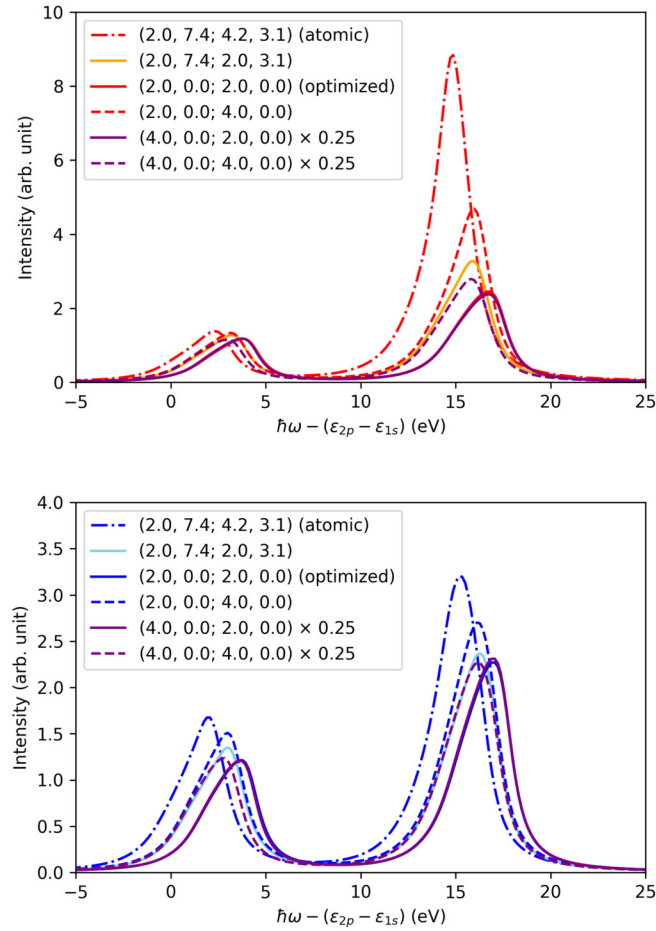 10
8
6
4
2
0
Intensity (arb. unit)
(2.0, 7.4; 4.2, 3.1) (atomic)
(2.0, 7.4; 2.0, 3.1)
(2.0, 0.0; 2.0, 0.0) (optimized)
(2.0, 0.0; 4.0, 0.0)
(4.0, 0.0; 2.0, 0.0) × 0.25
(4.0, 0.0; 4.0, 0.0) × 0.25
−5 0 5 10 15 20 25
ℏω − (ε2p − ε1s) (eV)
4.0
3.5
3.0
2.5
2.0
1.5
1.0
0.5
0.0
Intensity (arb. unit)
(2.0, 7.4; 4.2, 3.1) (atomic)
(2.0, 7.4; 2.0, 3.1)
(2.0, 0.0; 2.0, 0.0) (optimized)
(2.0, 0.0; 4.0, 0.0)
(4.0, 0.0; 2.0, 0.0) × 0.25
(4.0, 0.0; 4.0, 0.0) × 0.25
−5 0 5 10 15 20 25
ℏω − (ε2p − ε1s) (eV)